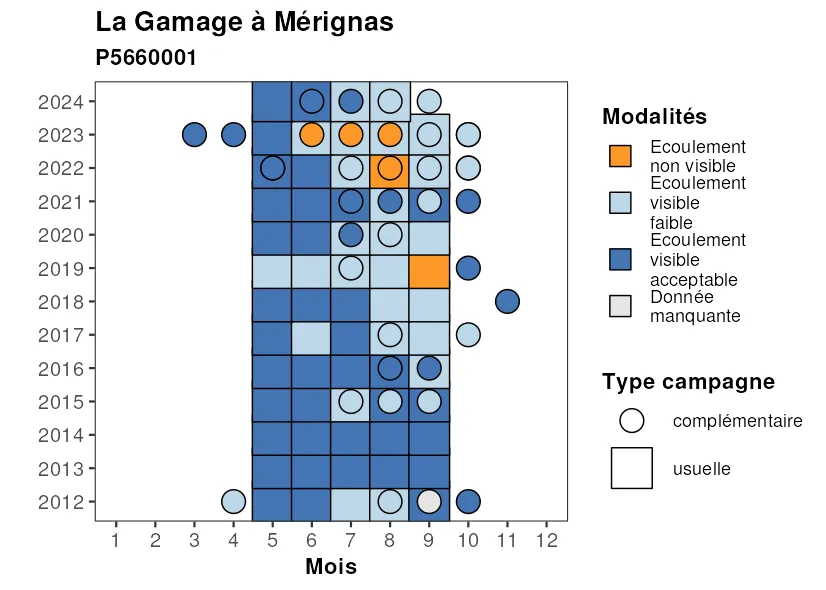 La Gamage à Mérignas
P5660001
2024
2023
2022
2021
2020
2019
2018
2017
2016
2015
2014
2013
2012
1 2 3 4 5 6 7 8 9 10 11 12
Mois
Modalités
Ecoulement
non visible
Ecoulement
visible
faible
Ecoulement
visible
acceptable
Donnée
manquante
Type campagne
complémentaire
usuelle